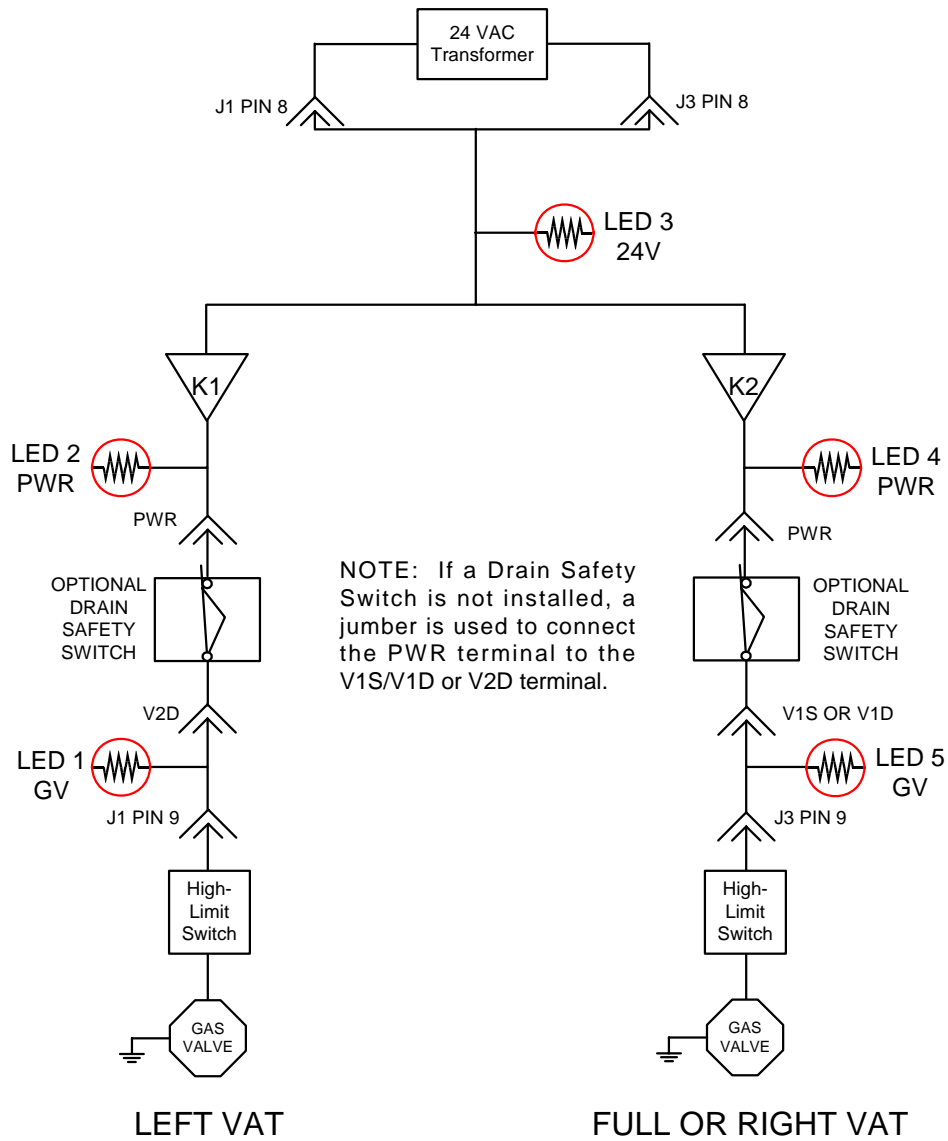 24 VAC
Transformer
J1 PIN 8
J3 PIN 8
LED 3
24V
K1
K2
LED 2
PWR
LED 4
PWR
PWR
PWR
OPTIONAL
DRAIN
SAFETY
SWITCH
NOTE: If a Drain Safety
Switch is not installed, a
jumber is used to connect
the PWR terminal to the
V1S/V1D or V2D terminal.
OPTIONAL
DRAIN
SAFETY
SWITCH
V2D
V1S OR V1D
LED 1
GV
LED 5
GV
J1 PIN 9
J3 PIN 9
High-
Limit
Switch
High-
Limit
Switch
GAS
VALVE
GAS
VALVE
LEFT VAT
FULL OR RIGHT VAT